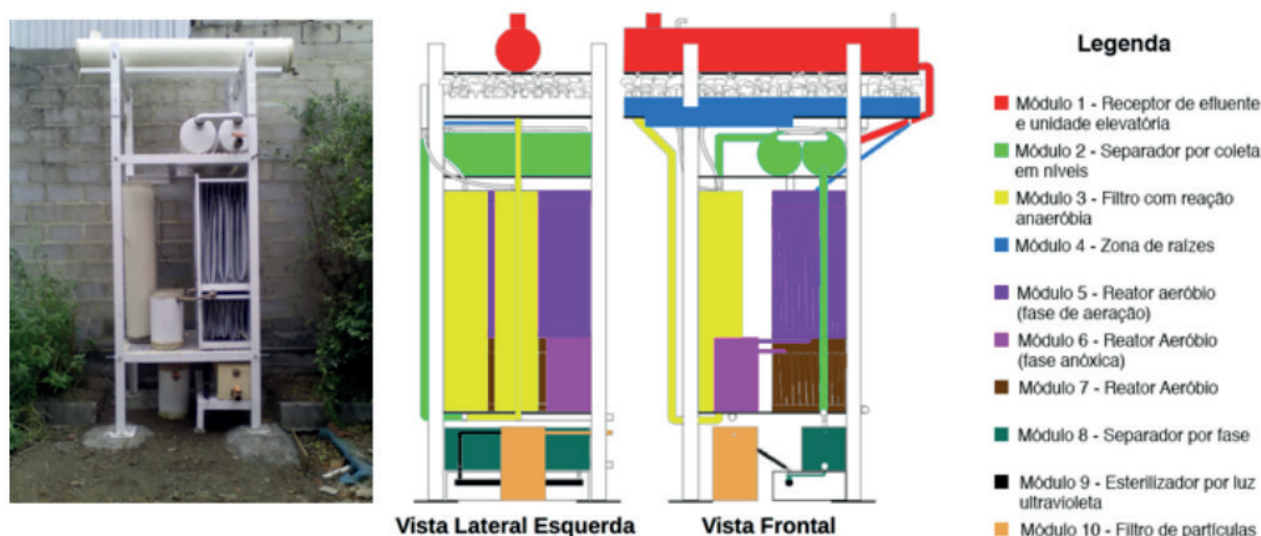 Legenda
Módulo 1 - Receptor de efluente
e unidade elevatória
Módulo 2 - Separador por coleta
em níveis
Módulo 3 - Filtro com reação
anaeróbia
Módulo 4 - Zona de raízes
Módulo 5 - Reator aeróbio
(fase de aeração)
Módulo 6 - Reator Aeróbio
(fase anóxica)
Módulo 7 - Reator Aeróbio
Módulo 8 - Separador por fase
Módulo 9 - Esterilizador por luz
ultravioleta
Módulo 10 - Filtro de partículas
Vista Lateral Esquerda
Vista Frontal